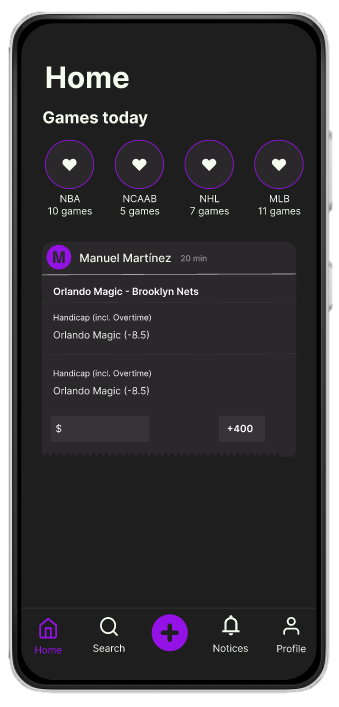 Home
Games today
NBA
10 games
NCAAB
5 games
NHL
7 games
MLB
11 games
M
Manuel Martínez 20 min
Orlando Magic - Brooklyn Nets
Handicap (incl. Overtime)
Orlando Magic (-8.5)
Handicap (incl. Overtime)
Orlando Magic (-8.5)
$ +400
Home
Search
Notices
Profile